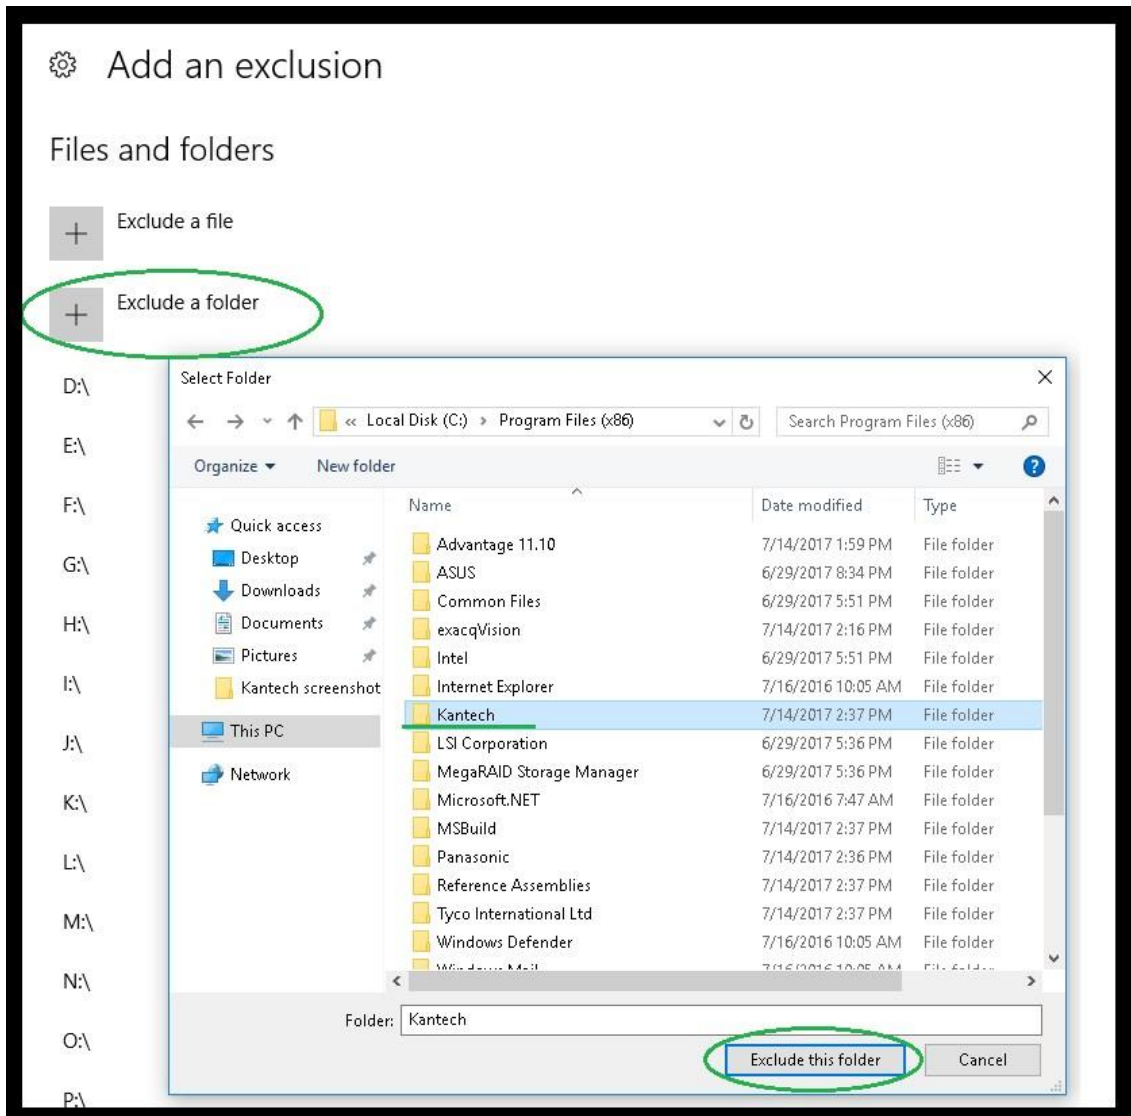 Add an exclusion
Files and folders
Exclude a file
Exclude a folder
D:\
E:\
F:\
G:\
H:\
I:\
J:\
K:\
L:\
M:\
N:\
O:\
P:\
Select Folder
« Local Disk (C:) › Program Files (x86)
Search Program Files (x86)
Organize
New folder
Quick access
Desktop
Downloads
Documents
Pictures
Kantech screenshot
This PC
Network
Name Date modified Type
Advantage 11.10 7/14/2017 1:59 PM File folder
ASUS 6/29/2017 8:34 PM File folder
Common Files 6/29/2017 5:51 PM File folder
exacqVision 7/14/2017 2:16 PM File folder
Intel 6/29/2017 5:51 PM File folder
Internet Explorer 7/16/2016 10:05 AM File folder
Kantech 7/14/2017 2:37 PM File folder
LSI Corporation 6/29/2017 5:36 PM File folder
MegaRAID Storage Manager 6/29/2017 5:36 PM File folder
Microsoft.NET 7/16/2016 7:47 AM File folder
MSBuild 7/14/2017 2:37 PM File folder
Panasonic 7/14/2017 2:36 PM File folder
Reference Assemblies 7/14/2017 2:37 PM File folder
Tyco International Ltd 7/14/2017 2:37 PM File folder
Windows Defender 7/16/2016 10:05 AM File folder
Windows Mail 7/16/2016 10:05 AM File folder
Folder: Kantech
Exclude this folder
Cancel